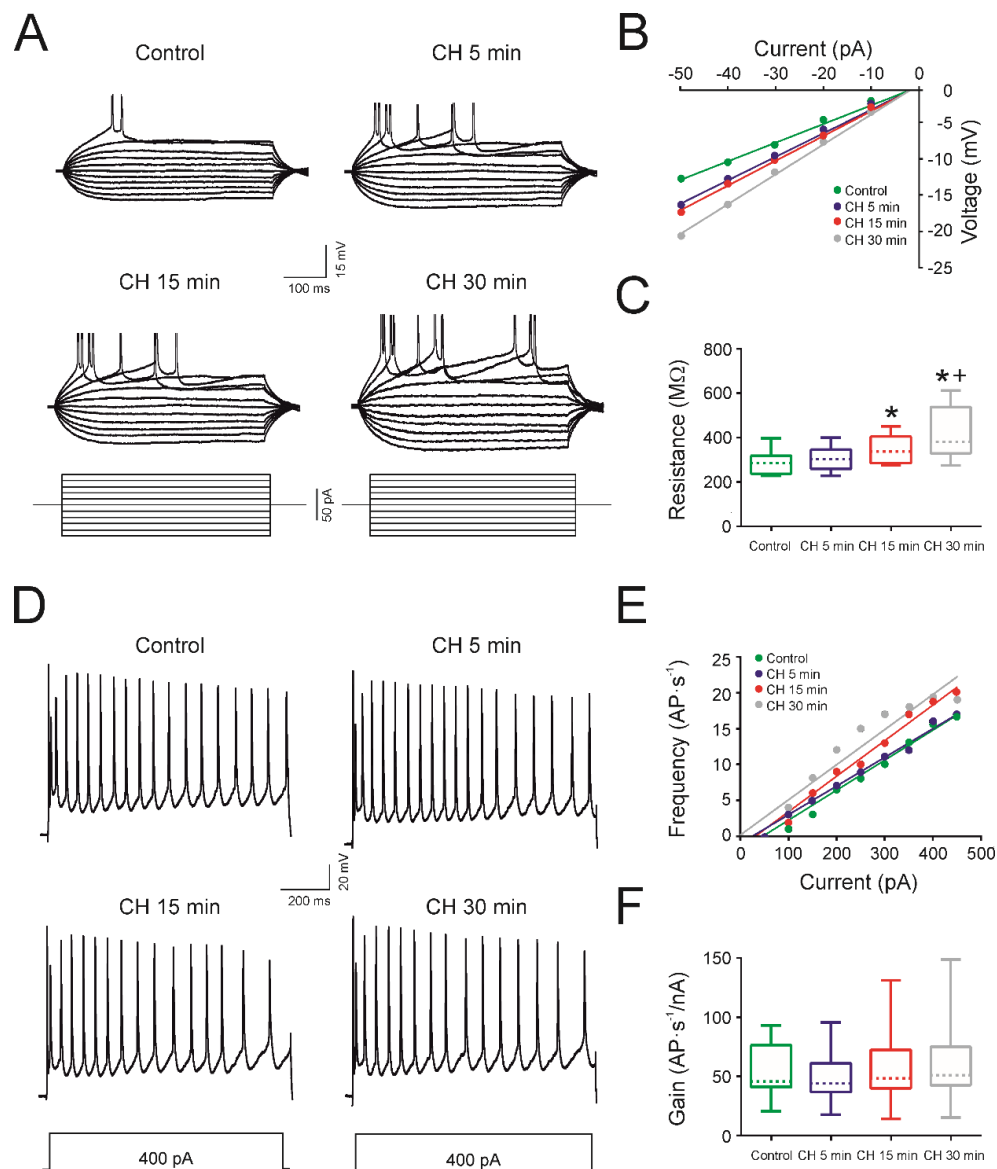 A
Control
CH 5 min
15 mV
100 ms
CH 15 min
CH 30 min
50 pA
B
Current (pA)
-50 -40 -30 -20 -10 0
0
-5
-10
-15
-20
-25
Voltage (mV)
Control
CH 5 min
CH 15 min
CH 30 min
C
Resistance (MΩ)
800
600
400
200
0
*
* +
Control CH 5 min CH 15 min CH 30 min
D
Control
CH 5 min
20 mV
200 ms
CH 15 min
CH 30 min
400 pA
400 pA
E
Frequency (AP·s⁻¹)
25
20
15
10
5
0
Control
CH 5 min
CH 15 min
CH 30 min
0 100 200 300 400 500
Current (pA)
F
Gain (AP·s⁻¹/nA)
150
100
50
0
Control CH 5 min CH 15 min CH 30 min